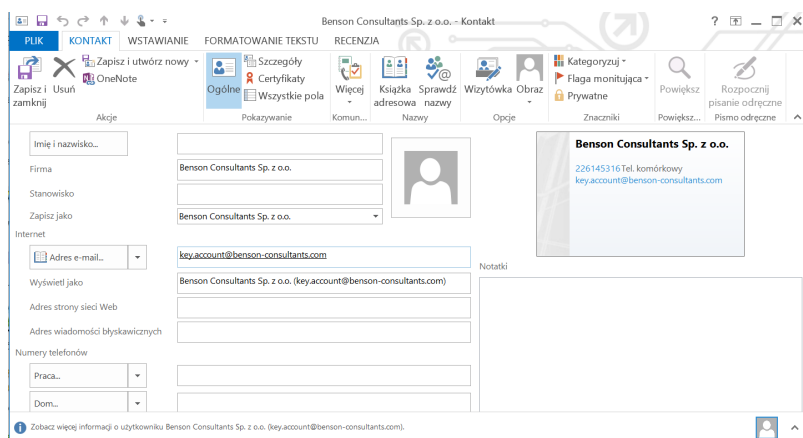 Benson Consultants Sp. z o.o. - Kontakt
PLIK KONTAKT WSTAWIANIE FORMATOWANIE TEKSTU RECENZJA
Zapisz i zamknij
Usuń
Zapisz i utwórz nowy
OneNote
Akcje
Ogólne
Szczegóły
Certyfikaty
Wszystkie pola
Pokazywanie
Więcej
Komun...
Książka adresowa
Sprawdź nazwy
Nazwy
Wizytówka
Obraz
Opcje
Kategoryzuj
Flaga monitująca
Prywatne
Znaczniki
Powiększ
Powiększ...
Rozpocznij pisanie odręczne
Pismo odręczne
Imię i nazwisko...
Firma Benson Consultants Sp. z o.o.
Stanowisko
Zapisz jako Benson Consultants Sp. z o.o.
Internet
Adres e-mail... key.account@benson-consultants.com
Wyświetl jako Benson Consultants Sp. z o.o. (key.account@benson-consultants.com)
Adres strony sieci Web
Adres wiadomości błyskawicznych
Numery telefonów
Praca...
Dom...
Benson Consultants Sp. z o.o.
226145316 Tel. komórkowy
key.account@benson-consultants.com
Notatki
Zobacz więcej informacji o użytkowniku Benson Consultants Sp. z o.o. (key.account@benson-consultants.com).